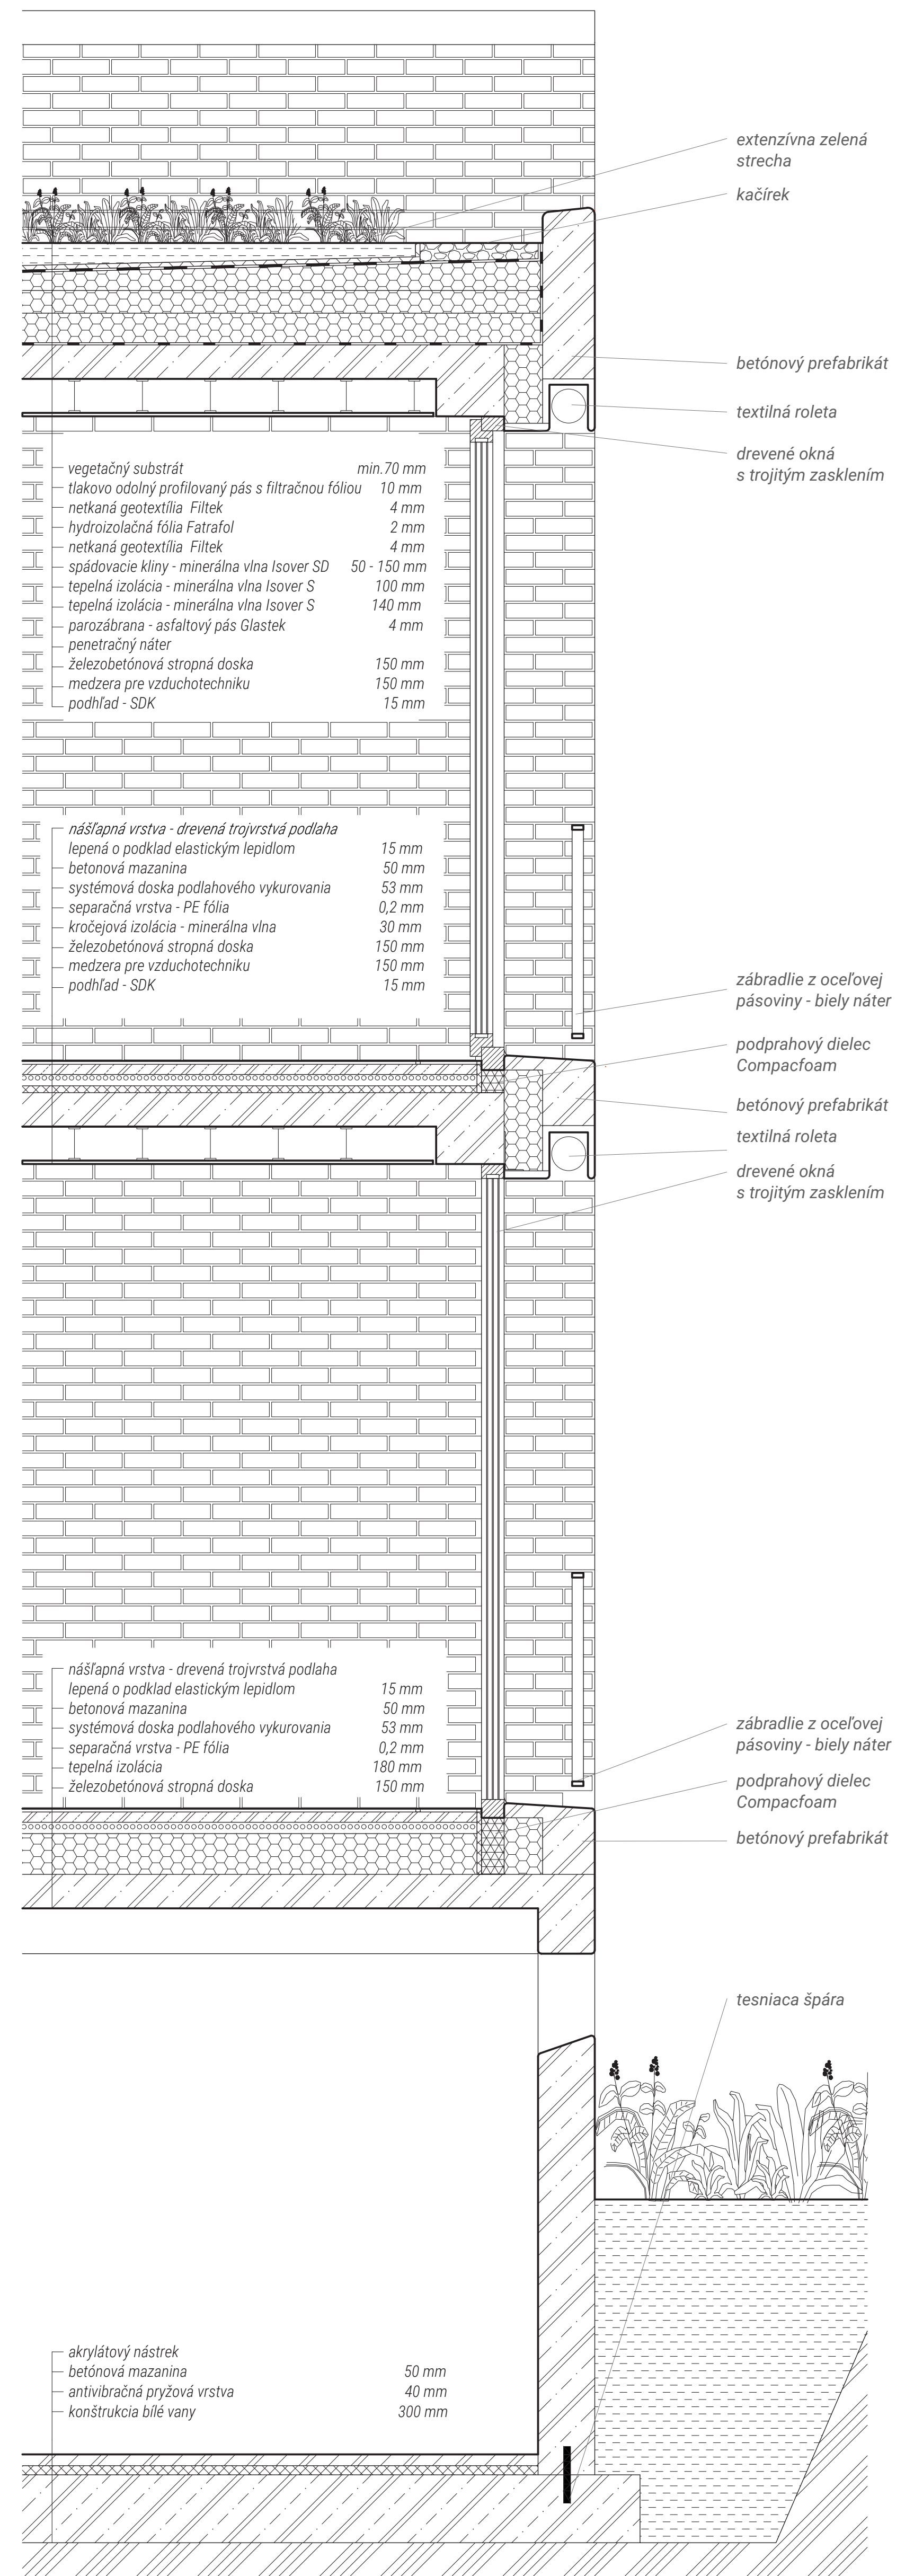 extenzívna zelená
strecha
kačírek
betónový prefabrikát
textilná roleta
drevené okná
s trojitým zasklením
vegetačný substrát min.70 mm
tlakovo odolný profilovaný pás s filtračnou fóliou 10 mm
netkaná geotextília Filtek 4 mm
hydroizolačná fólia Fatrafol 2 mm
netkaná geotextília Filtek 4 mm
spádovacie kliny - minerálna vlna Isover SD 50 - 150 mm
tepelná izolácia - minerálna vlna Isover S 100 mm
tepelná izolácia - minerálna vlna Isover S 140 mm
parozábrana - asfaltový pás Glastek 4 mm
penetračný náter
železobetónová stropná doska 150 mm
medzera pre vzduchotechniku 150 mm
podhľad - SDK 15 mm
nášľapná vrstva - drevená trojvrstvá podlaha
lepená o podklad elastickým lepidlom 15 mm
betonová mazanina 50 mm
systémová doska podlahového vykurovania 53 mm
separačná vrstva - PE fólia 0,2 mm
kročejová izolácia - minerálna vlna 30 mm
železobetónová stropná doska 150 mm
medzera pre vzduchotechniku 150 mm
podhľad - SDK 15 mm
zábradlie z oceľovej
pásoviny - biely náter
podprahový dielec
Compacfoam
betónový prefabrikát
textilná roleta
drevené okná
s trojitým zasklením
nášľapná vrstva - drevená trojvrstvá podlaha
lepená o podklad elastickým lepidlom 15 mm
betonová mazanina 50 mm
systémová doska podlahového vykurovania 53 mm
separačná vrstva - PE fólia 0,2 mm
tepelná izolácia 180 mm
železobetónová stropná doska 150 mm
zábradlie z oceľovej
pásoviny - biely náter
podprahový dielec
Compacfoam
betónový prefabrikát
tesniaca špára
akrylátový nástrek
betónová mazanina 50 mm
antivibračná pryžová vrstva 40 mm
konštrukcia bílé vany 300 mm